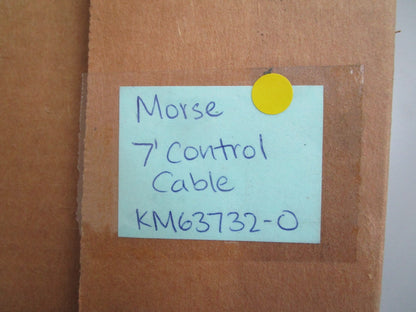 Morse
7' Control
Cable
KM63732-0